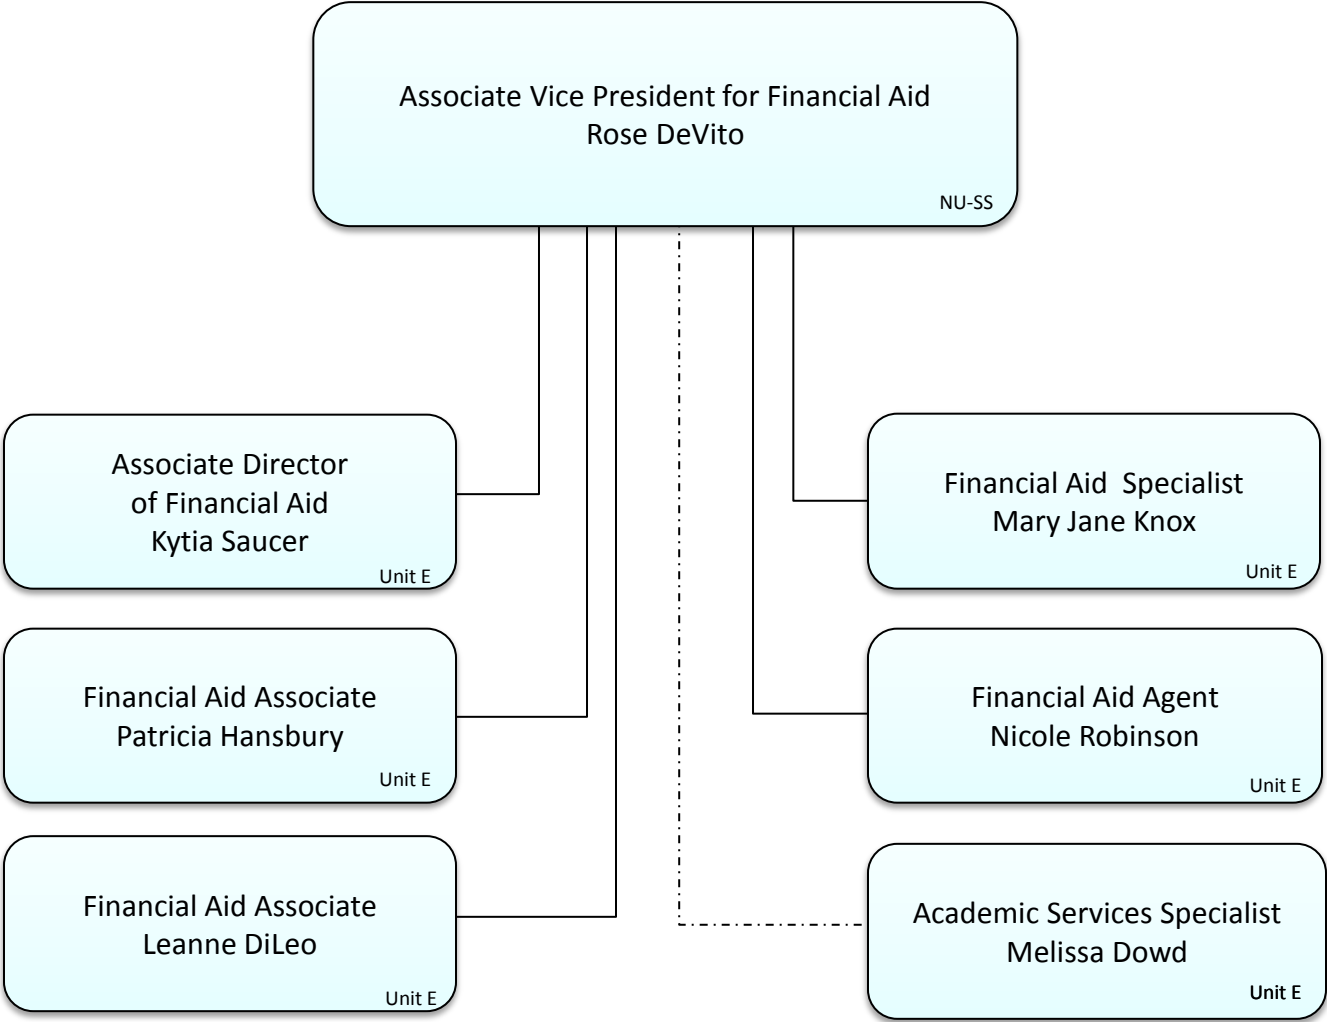 Associate Vice President for Financial Aid
Rose DeVito
NU-SS
Associate Director
of Financial Aid
Kytia Saucer
Unit E
Financial Aid Specialist
Mary Jane Knox
Unit E
Financial Aid Associate
Patricia Hansbury
Unit E
Financial Aid Agent
Nicole Robinson
Unit E
Financial Aid Associate
Leanne DiLeo
Unit E
Academic Services Specialist
Melissa Dowd
Unit E